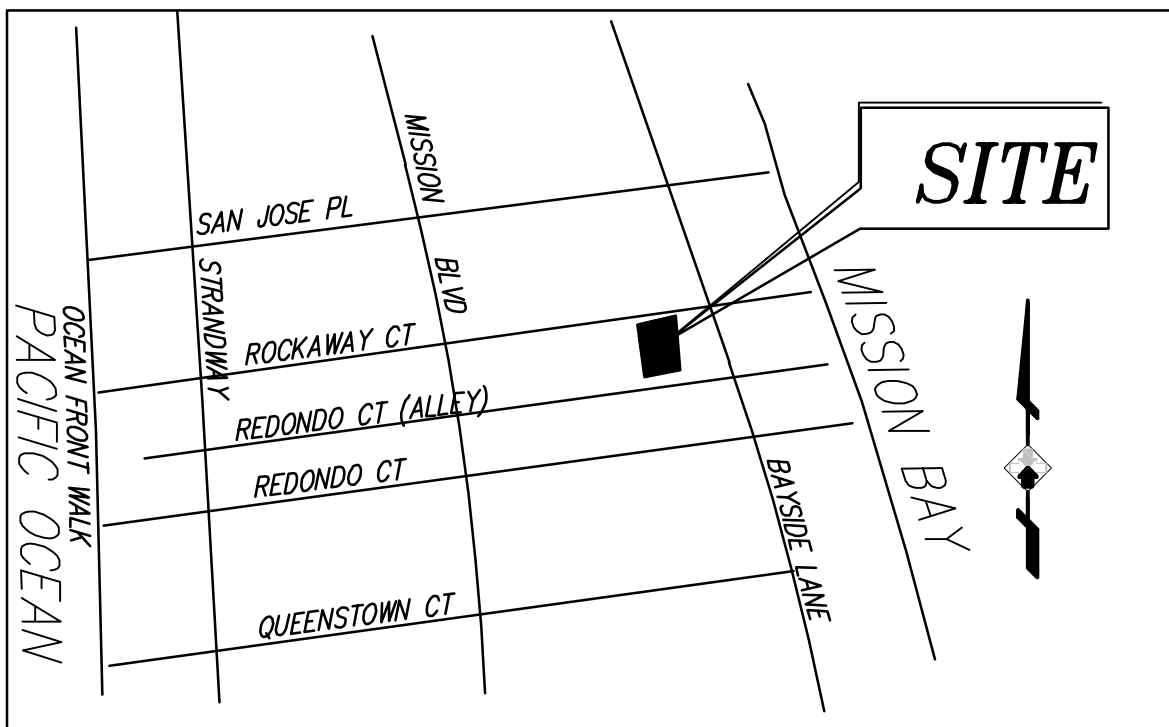 SITE
MISSION
BLVD
SAN JOSE PL
STRANDWAY
ROCKAWAY CT
REDONDO CT (ALLEY)
REDONDO CT
QUEENSTOWN CT
OCEAN FRONT WALK
PACIFIC OCEAN
MISSION BAY
BAYSIDE LANE